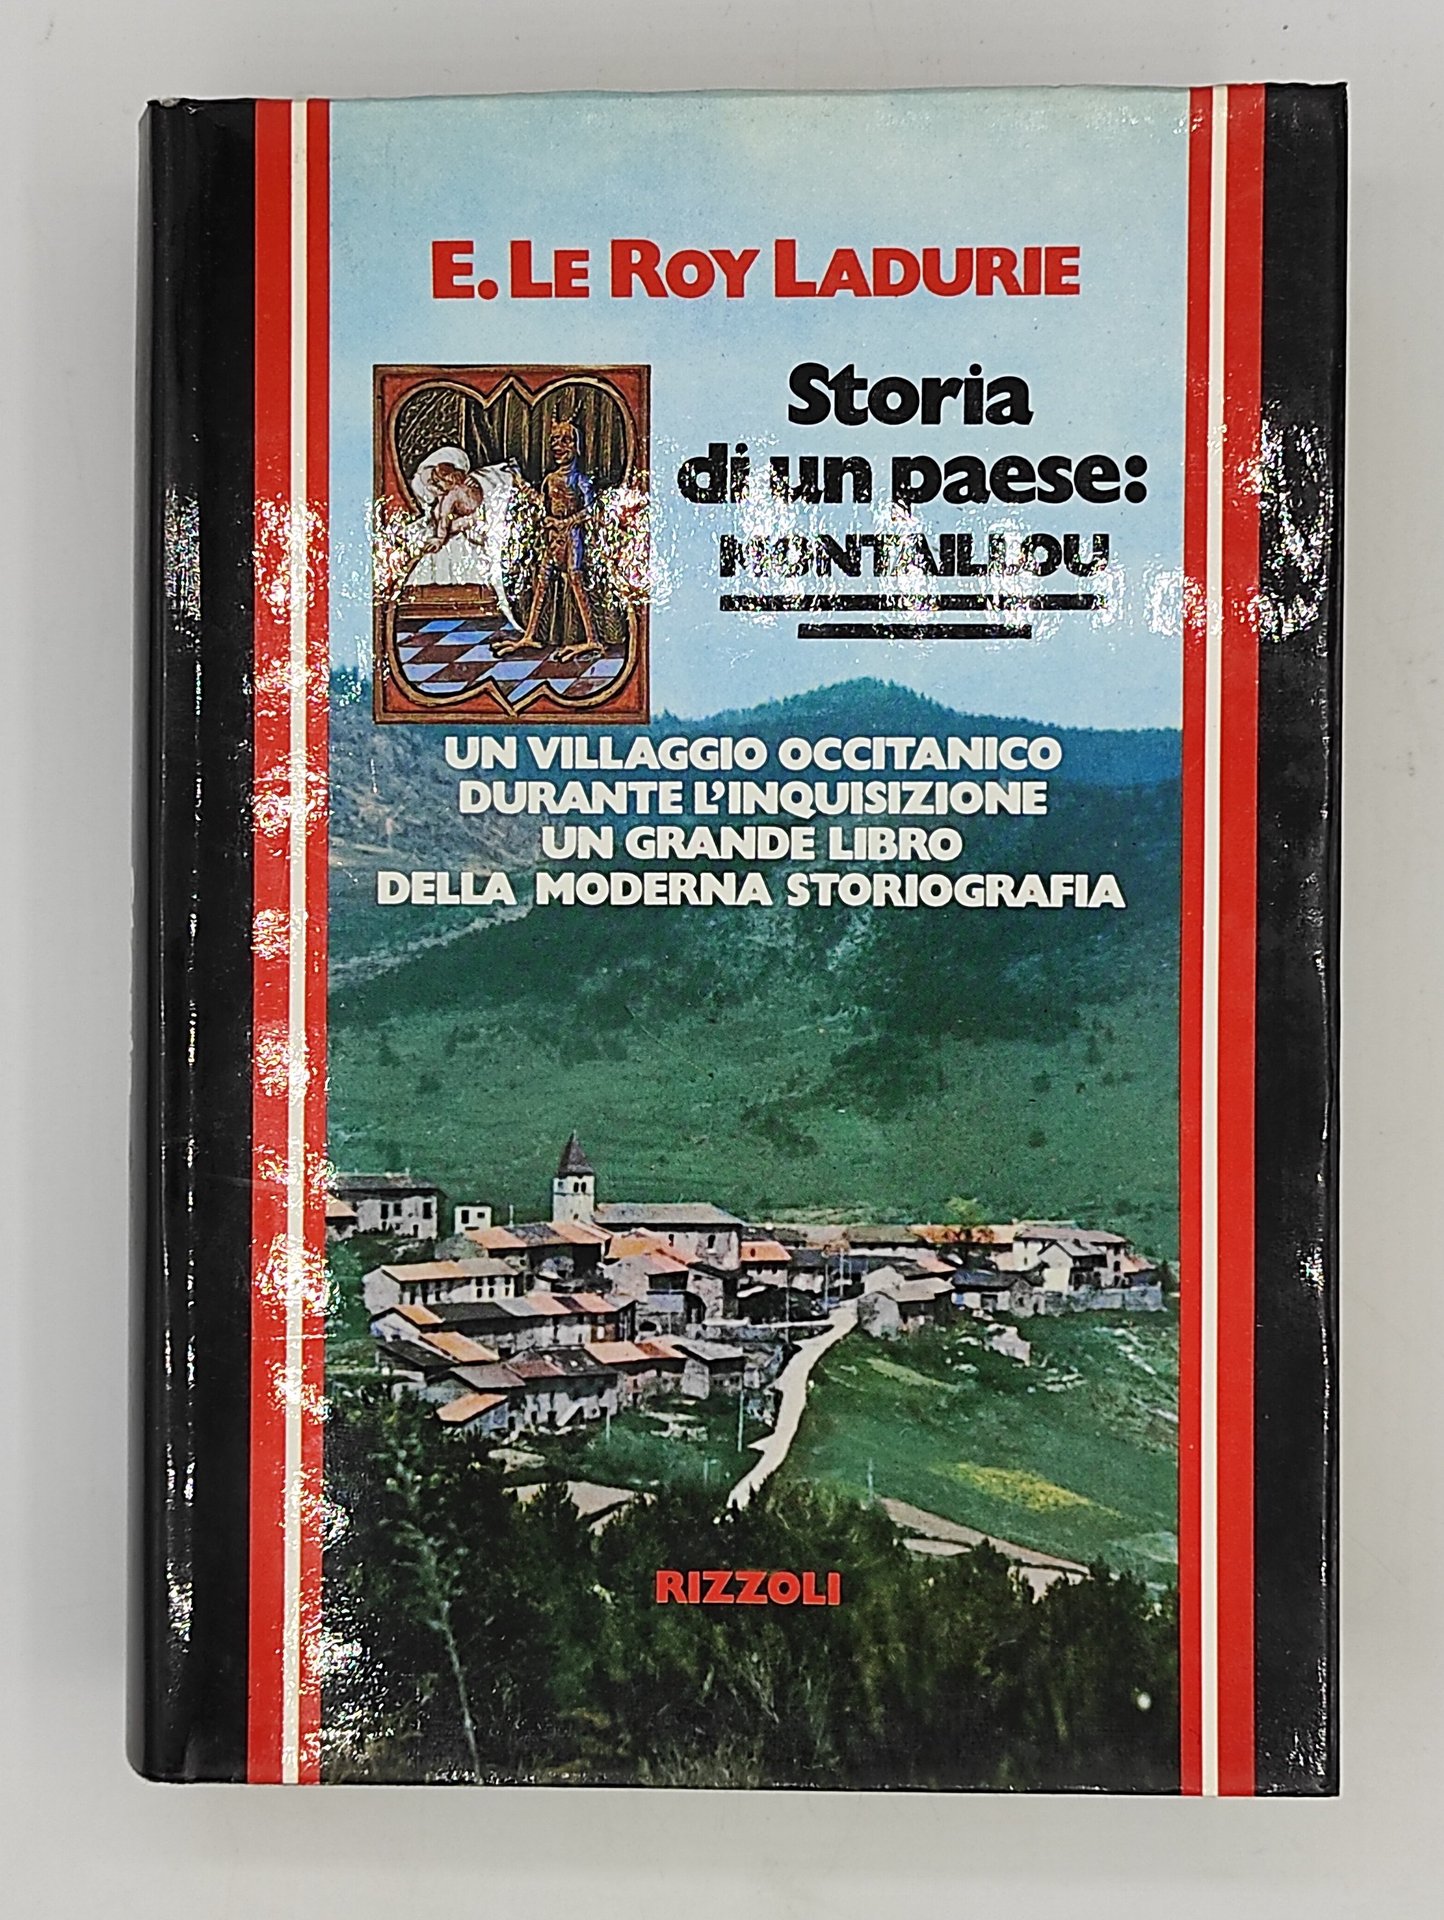 E. LE ROY LADURIE
Storia
di un paese:
MONTAILLOU
UN VILLAGGIO OCCITANICO
DURANTE L'INQUISIZIONE
UN GRANDE LIBRO
DELLA MODERNA STORIOGRAFIA
RIZZOLI